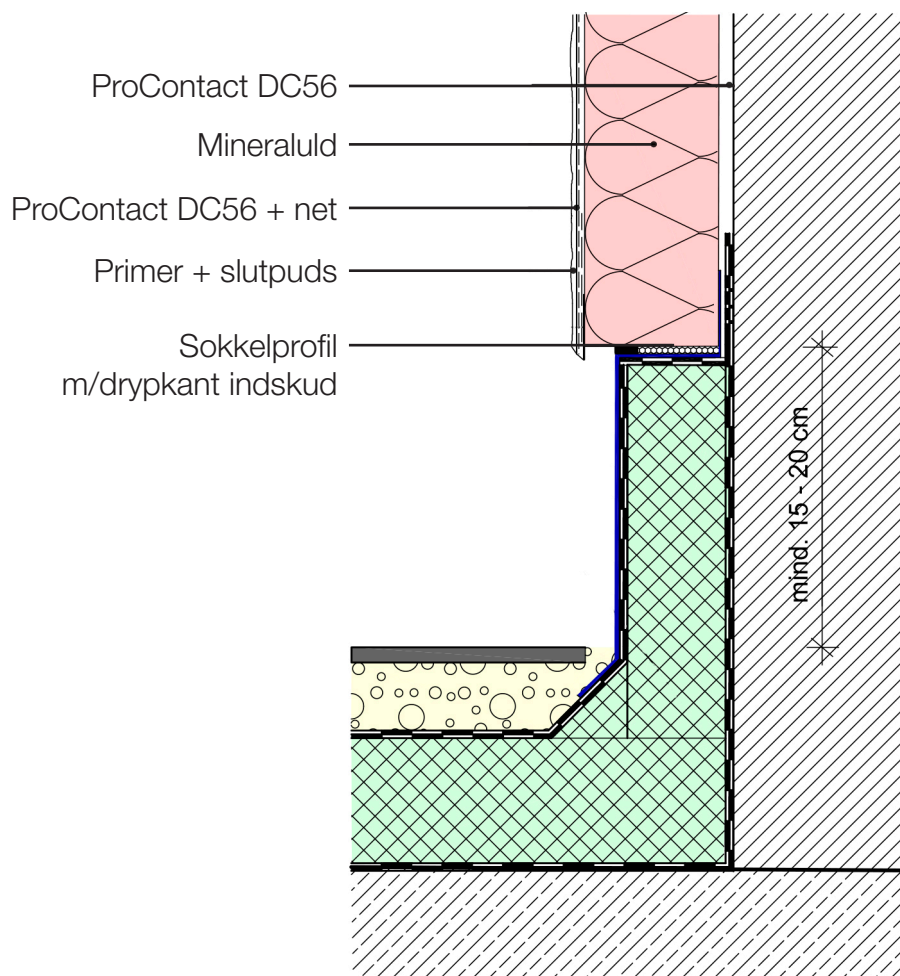 ProContact DC56
Mineraluld
ProContact DC56 + net
Primer + slutpuds
Sokkelprofil
m/drypkant indskud
mind. 15 - 20 cm